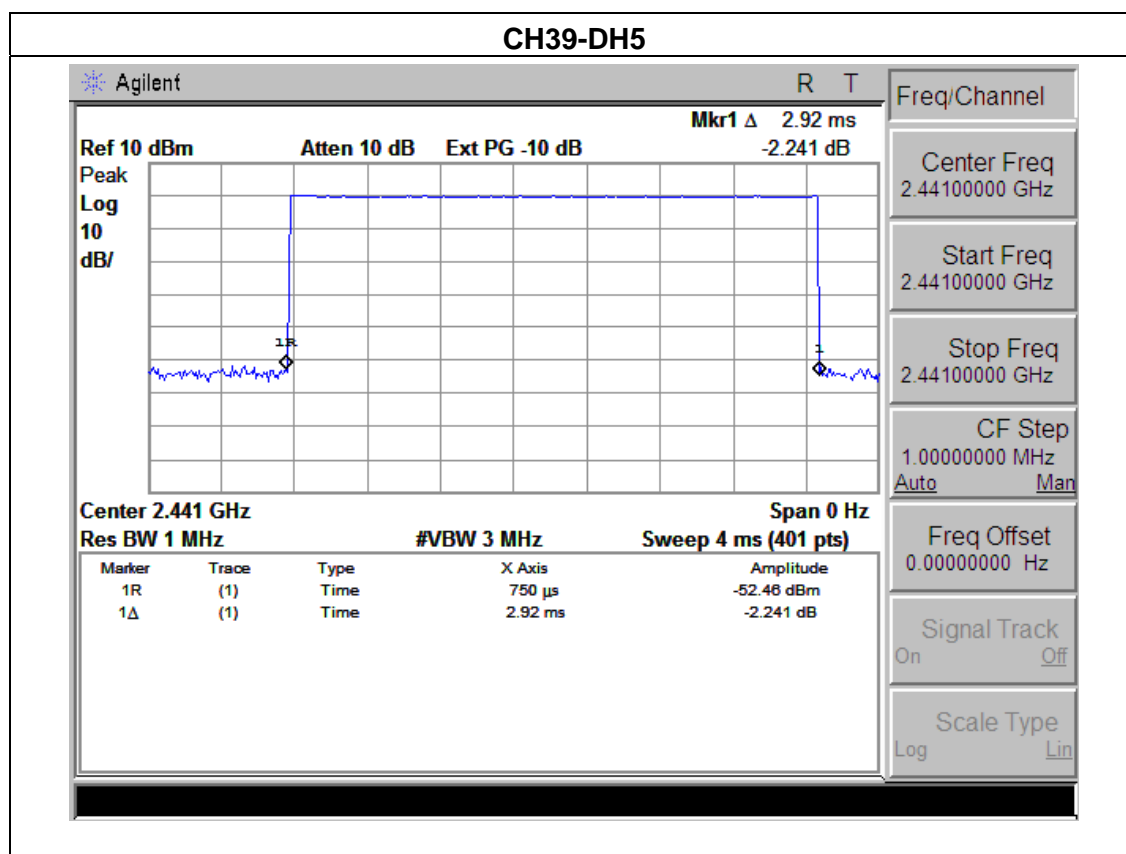 CH39-DH5
Agilent R T
Freq/Channel
Mkr1 Δ 2.92 ms
Ref 10 dBm Atten 10 dB Ext PG -10 dB -2.241 dB
Peak
Log
10
dB/
1R
1
Center Freq
2.44100000 GHz
Start Freq
2.44100000 GHz
Stop Freq
2.44100000 GHz
CF Step
1.00000000 MHz
Auto Man
Freq Offset
0.00000000 Hz
Signal Track
On Off
Scale Type
Log Lin
Center 2.441 GHz Span 0 Hz
Res BW 1 MHz #VBW 3 MHz Sweep 4 ms (401 pts)
Marker Trace Type X Axis Amplitude
1R (1) Time 750 µs -52.46 dBm
1Δ (1) Time 2.92 ms -2.241 dB